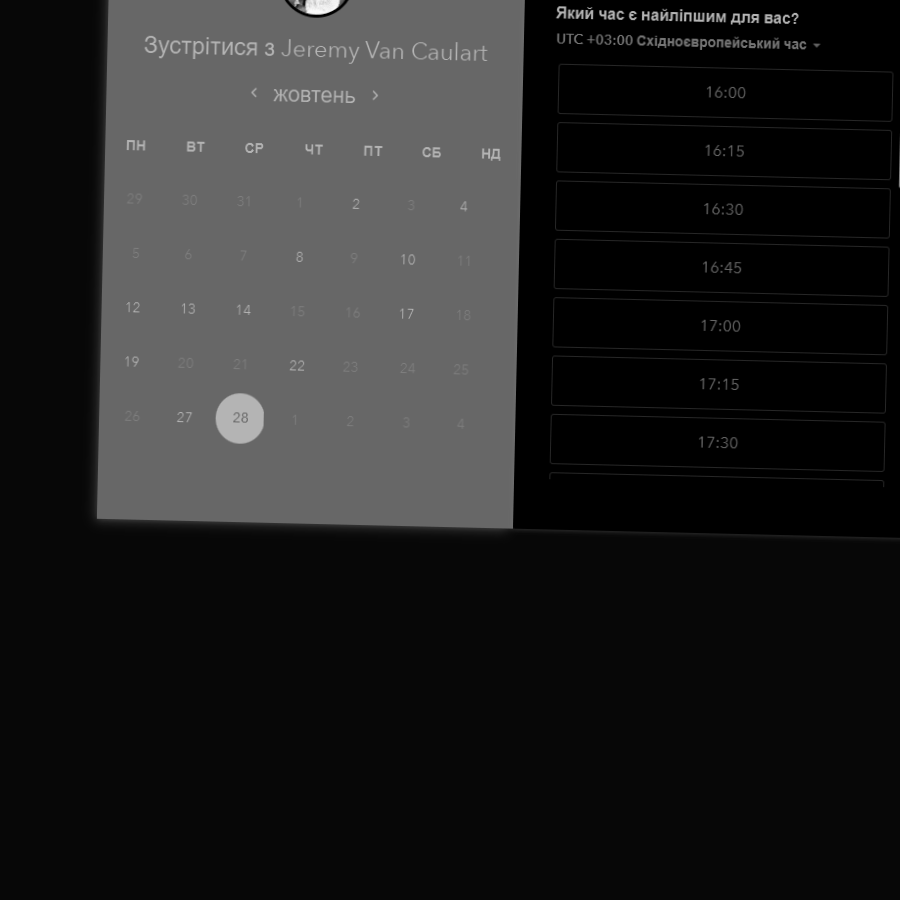 Зустрітися з Jeremy Van Caulart
‹ жовтень ›
ПН ВТ СР ЧТ ПТ СБ НД
29 30 31 1 2 3 4
5 6 7 8 9 10 11
12 13 14 15 16 17 18
19 20 21 22 23 24 25
26 27 28 1 2 3 4
Який час є найліпшим для вас?
UTC +03:00 Східноєвропейський час
16:00
16:15
16:30
16:45
17:00
17:15
17:30